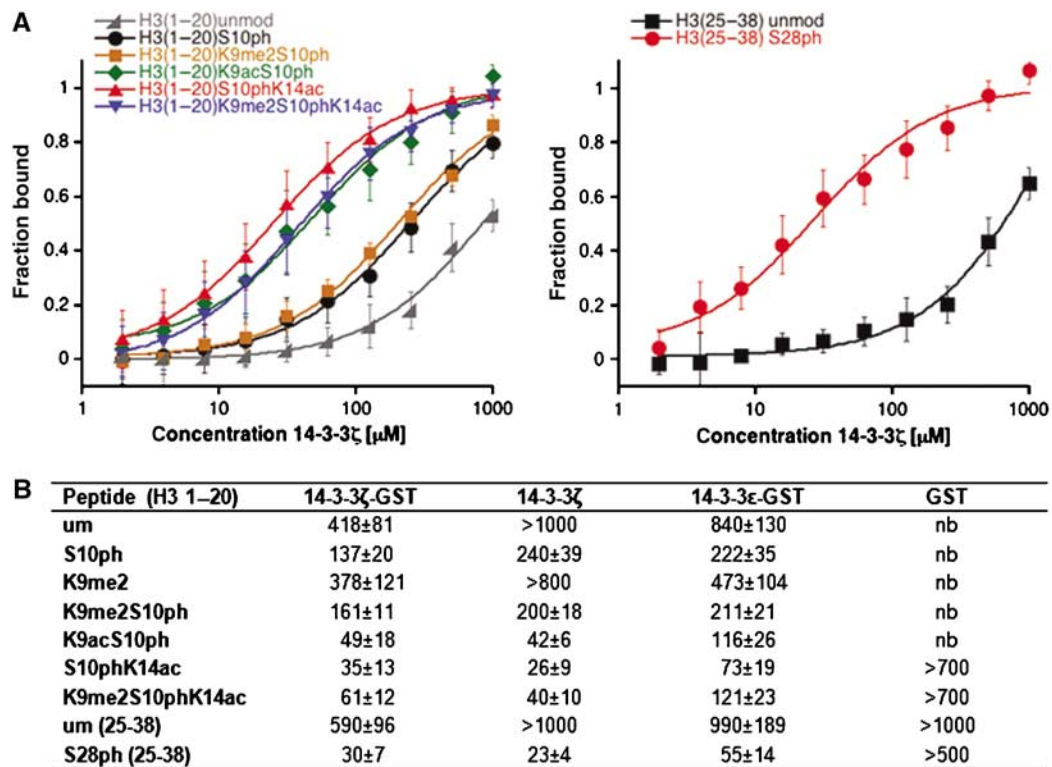 A
H3(1–20)unmod
H3(1–20)S10ph
H3(1–20)K9me2S10ph
H3(1–20)K9acS10ph
H3(1–20)S10phK14ac
H3(1–20)K9me2S10phK14ac
1
0.8
0.6
0.4
0.2
0
Fraction bound
1 10 100 1000
Concentration 14-3-3ζ [µM]
H3(25–38) unmod
H3(25–38) S28ph
1
0.8
0.6
0.4
0.2
0
Fraction bound
1 10 100 1000
Concentration 14-3-3ζ [µM]
B
Peptide (H3 1–20) 14-3-3ζ-GST 14-3-3ζ 14-3-3ε-GST GST
um 418±81 >1000 840±130 nb
S10ph 137±20 240±39 222±35 nb
K9me2 378±121 >800 473±104 nb
K9me2S10ph 161±11 200±18 211±21 nb
K9acS10ph 49±18 42±6 116±26 nb
S10phK14ac 35±13 26±9 73±19 >700
K9me2S10phK14ac 61±12 40±10 121±23 >700
um (25-38) 590±96 >1000 990±189 >1000
S28ph (25-38) 30±7 23±4 55±14 >500